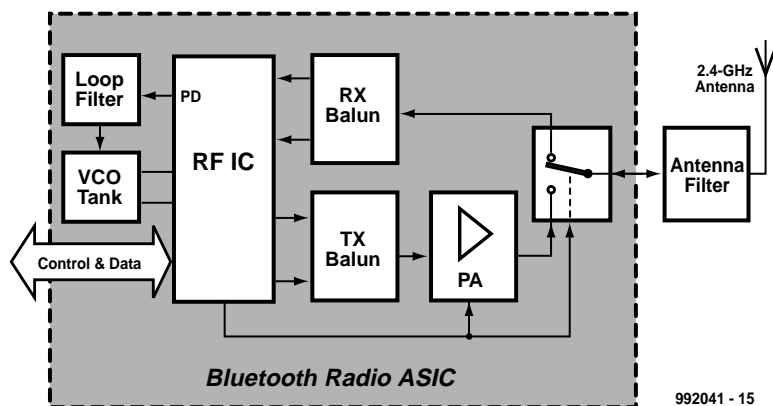 Loop
Filter
PD
RF IC
RX
Balun
2.4-GHz
Antenna
VCO
Tank
Antenna
Filter
Control & Data
TX
Balun
PA
Bluetooth Radio ASIC
992041 - 15